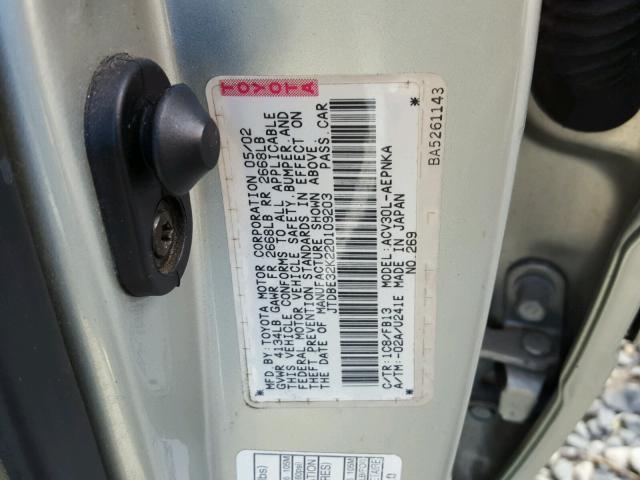 TOYOTA
MFD.BY:TOYOTA MOTOR CORPORATION 05/02
GVWR 4134LB GAWR FR 2668LB RR 2668LB
THIS VEHICLE CONFORMS TO ALL APPLICABLE
FEDERAL MOTOR VEHICLE SAFETY, BUMPER, AND
THEFT PREVENTION STANDARDS IN EFFECT ON
THE DATE OF MANUFACTURE SHOWN ABOVE.
JTDBE32K220109203 PASS.CAR
C/TR:1C8/FB13 MODEL:ACV30L-AEPNKA
A/TM:-02A/U241E MADE IN JAPAN
NO.269
BA5261143